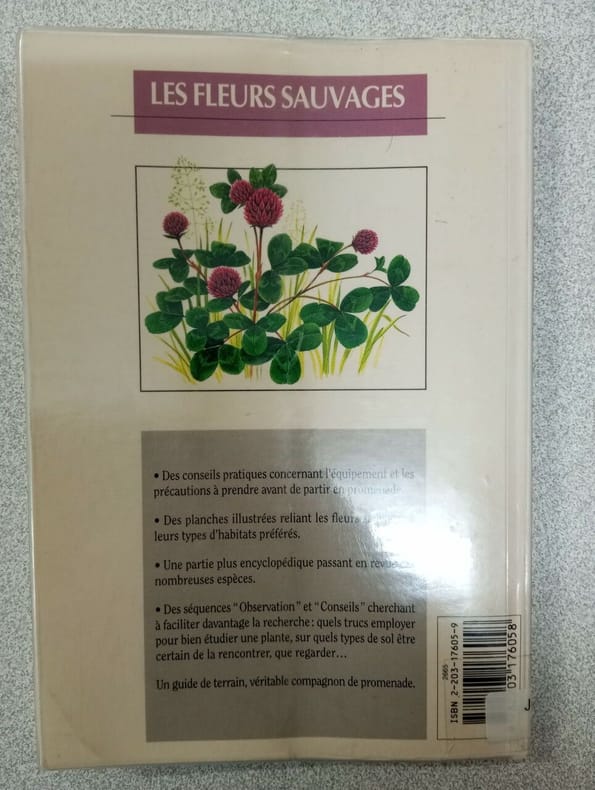 LES FLEURS SAUVAGES
• Des conseils pratiques concernant l'équipement et les
précautions à prendre avant de partir en promenade.
• Des planches illustrées reliant les fleurs
leurs types d'habitats préférés.
• Une partie plus encyclopédique passant en revue de
nombreuses espèces.
• Des séquences "Observation" et "Conseils" cherchant
à faciliter davantage la recherche : quels trucs employer
pour bien étudier une plante, sur quels types de sol être
certain de la rencontrer, que regarder...
Un guide de terrain, véritable compagnon de promenade.
2665
ISBN 2-203-17605-9
03176058
J